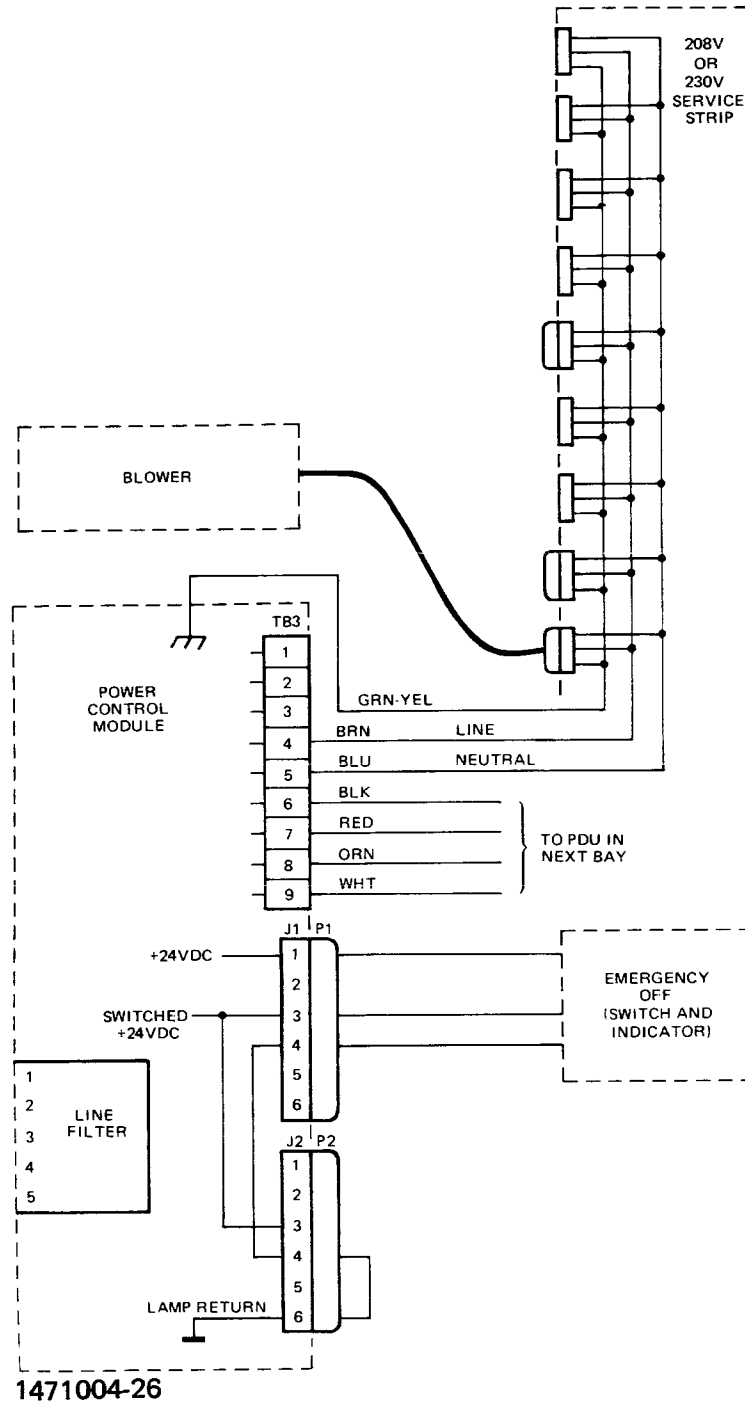 208V
OR
230V
SERVICE
STRIP
BLOWER
POWER
CONTROL
MODULE
TB3
1
2
3
4
5
6
7
8
9
GRN-YEL
BRN LINE
BLU NEUTRAL
BLK
RED
ORN
WHT
TO PDU IN
NEXT BAY
J1 P1
+24VDC
1
2
SWITCHED
+24VDC
3
4
5
6
EMERGENCY
OFF
(SWITCH AND
INDICATOR)
1
2
3
4
5
LINE
FILTER
J2 P2
1
2
3
4
5
LAMP RETURN
6
1471004-26